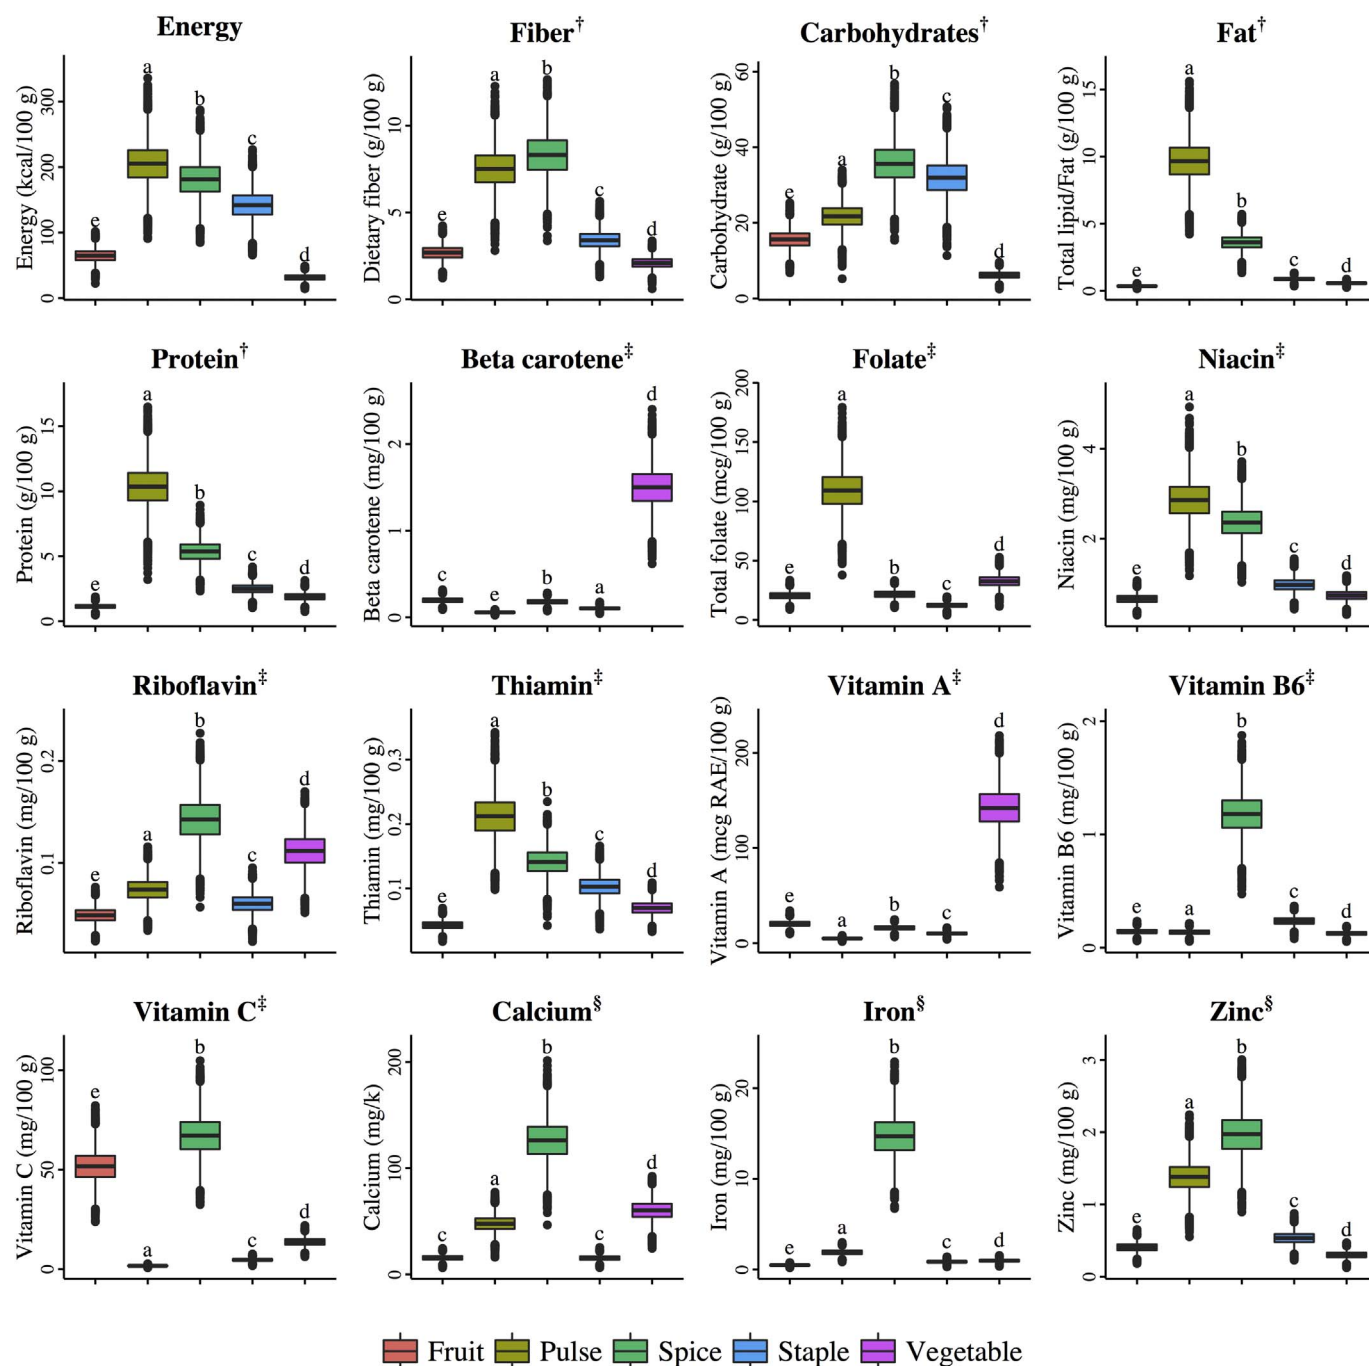 Energy
Energy (kcal/100 g)
0 100 200 300
e a b c d
Fiber†
Dietary fiber (g/100 g)
0 5 10
e a b c d
Carbohydrates†
Carbohydrate (g/100 g)
0 20 40 60
e a b c d
Fat†
Total lipid/Fat (g/100 g)
0 5 10 15
e a b c d
Protein†
Protein (g/100 g)
0 5 10 15
e a b c d
Beta carotene‡
Beta carotene (mg/100 g)
0 1 2
c e b a d
Folate‡
Total folate (mcg/100 g)
0 50 100 150 200
e a b c d
Niacin‡
Niacin (mg/100 g)
2 4
e a b c d
Riboflavin‡
Riboflavin (mg/100 g)
0.1 0.2
e a b c d
Thiamin‡
Thiamin (mg/100 g)
0.1 0.2 0.3
e a b c d
Vitamin A‡
Vitamin A (mcg RAE/100 g)
0 100 200
e a b c d
Vitamin B6‡
Vitamin B6 (mg/100 g)
0 1 2
e a b c d
Vitamin C‡
Vitamin C (mg/100 g)
0 50 100
e a b c d
Calcium§
Calcium (mg/k)
0 100 200
c a b c d
Iron§
Iron (mg/100 g)
0 10 20
e a b c d
Zinc§
Zinc (mg/100 g)
0 1 2 3
e a b c d
Fruit Pulse Spice Staple Vegetable